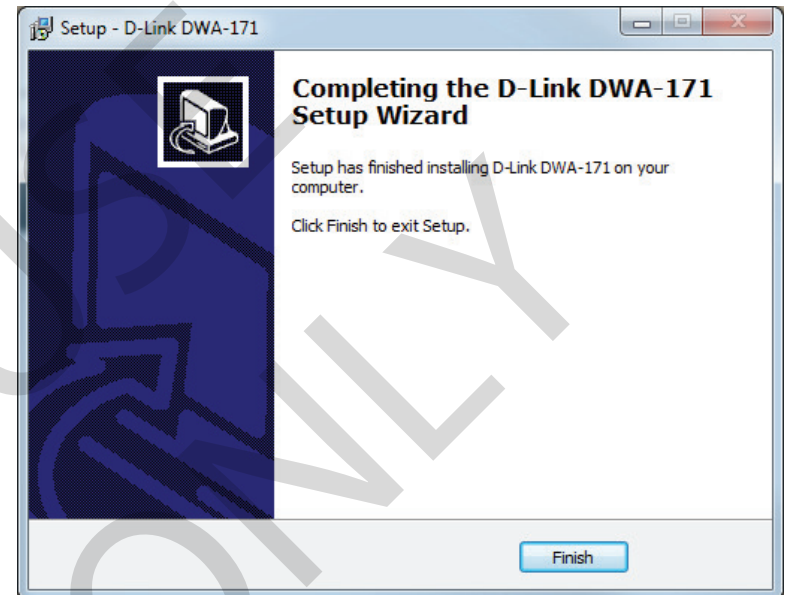 Setup - D-Link DWA-171
Completing the D-Link DWA-171
Setup Wizard
Setup has finished installing D-Link DWA-171 on your
computer.
Click Finish to exit Setup.
USE
ONLY
Finish